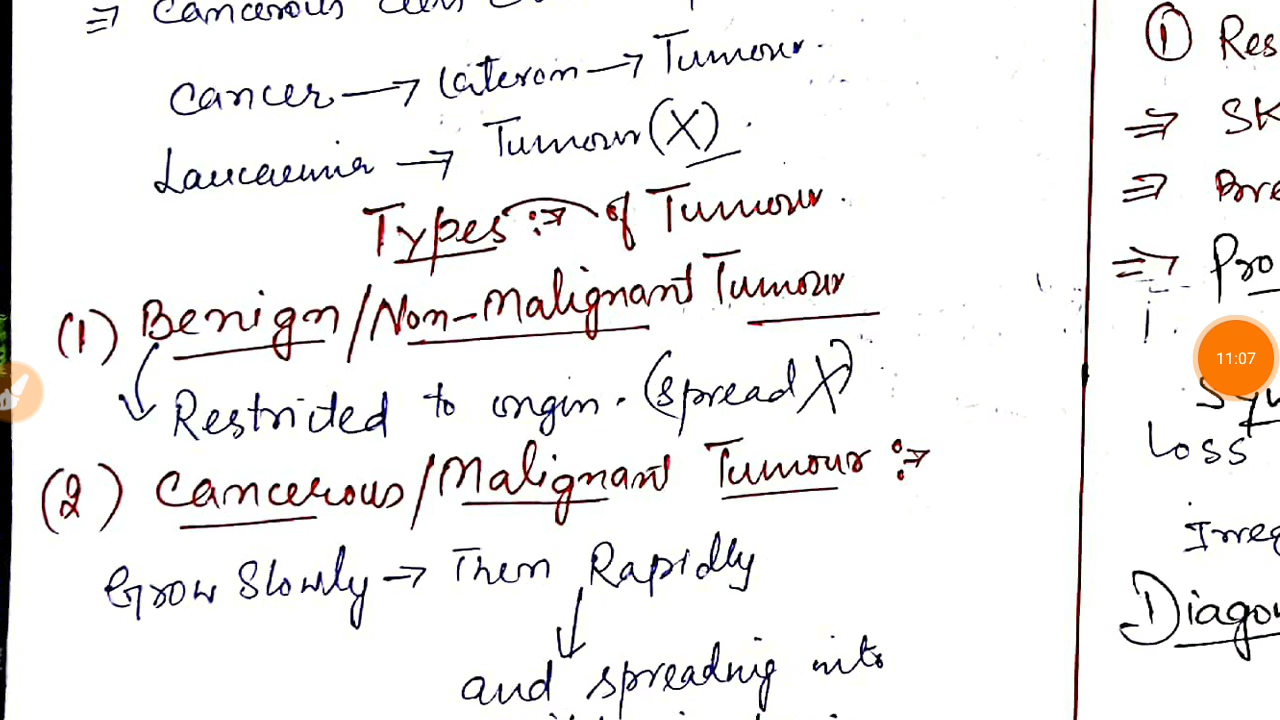 ⇒ Cancerous cells
Cancer → Lateron → Tumour.
Laucaemia → Tumour (X).
Types :→ of Tumour.
(1) Benign/Non-Malignant Tumour
Restricted to origin. (spread X)
(2) Cancerous/Malignant Tumour :→
Grow Slowly → Then Rapidly
and spreading into
① Res
⇒ SK
⇒ Bre
⇒ Pro
i.
11:07
Sy
Loss
Irreg
Diagon